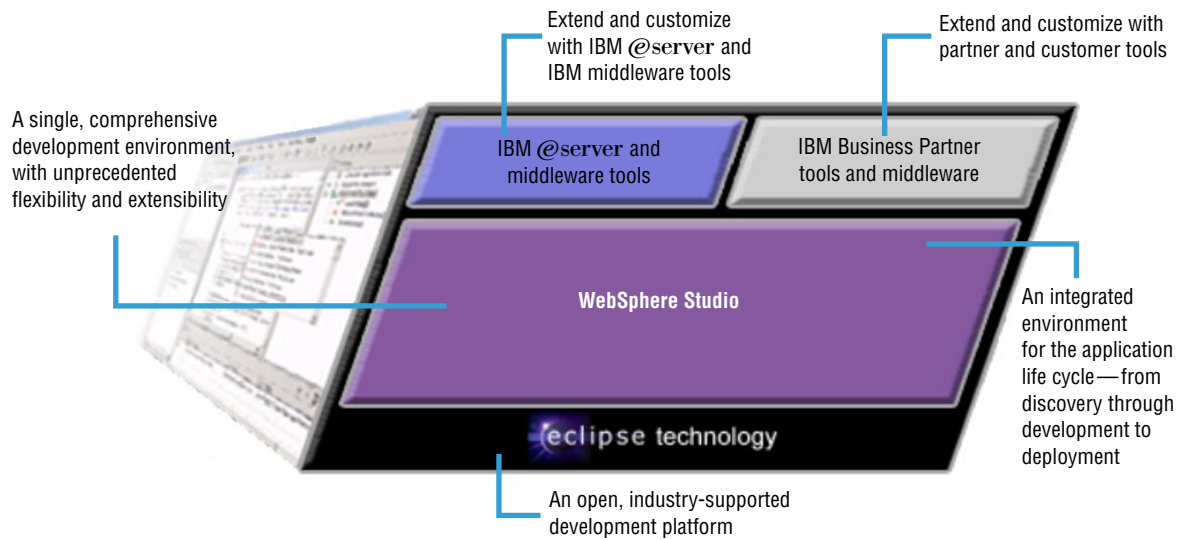 Extend and customize
with IBM @server and
IBM middleware tools
Extend and customize with
partner and customer tools
A single, comprehensive
development environment,
with unprecedented
flexibility and extensibility
IBM @server and
middleware tools
IBM Business Partner
tools and middleware
WebSphere Studio
An integrated
environment
for the application
life cycle—from
discovery through
development to
deployment
eclipse technology
An open, industry-supported
development platform